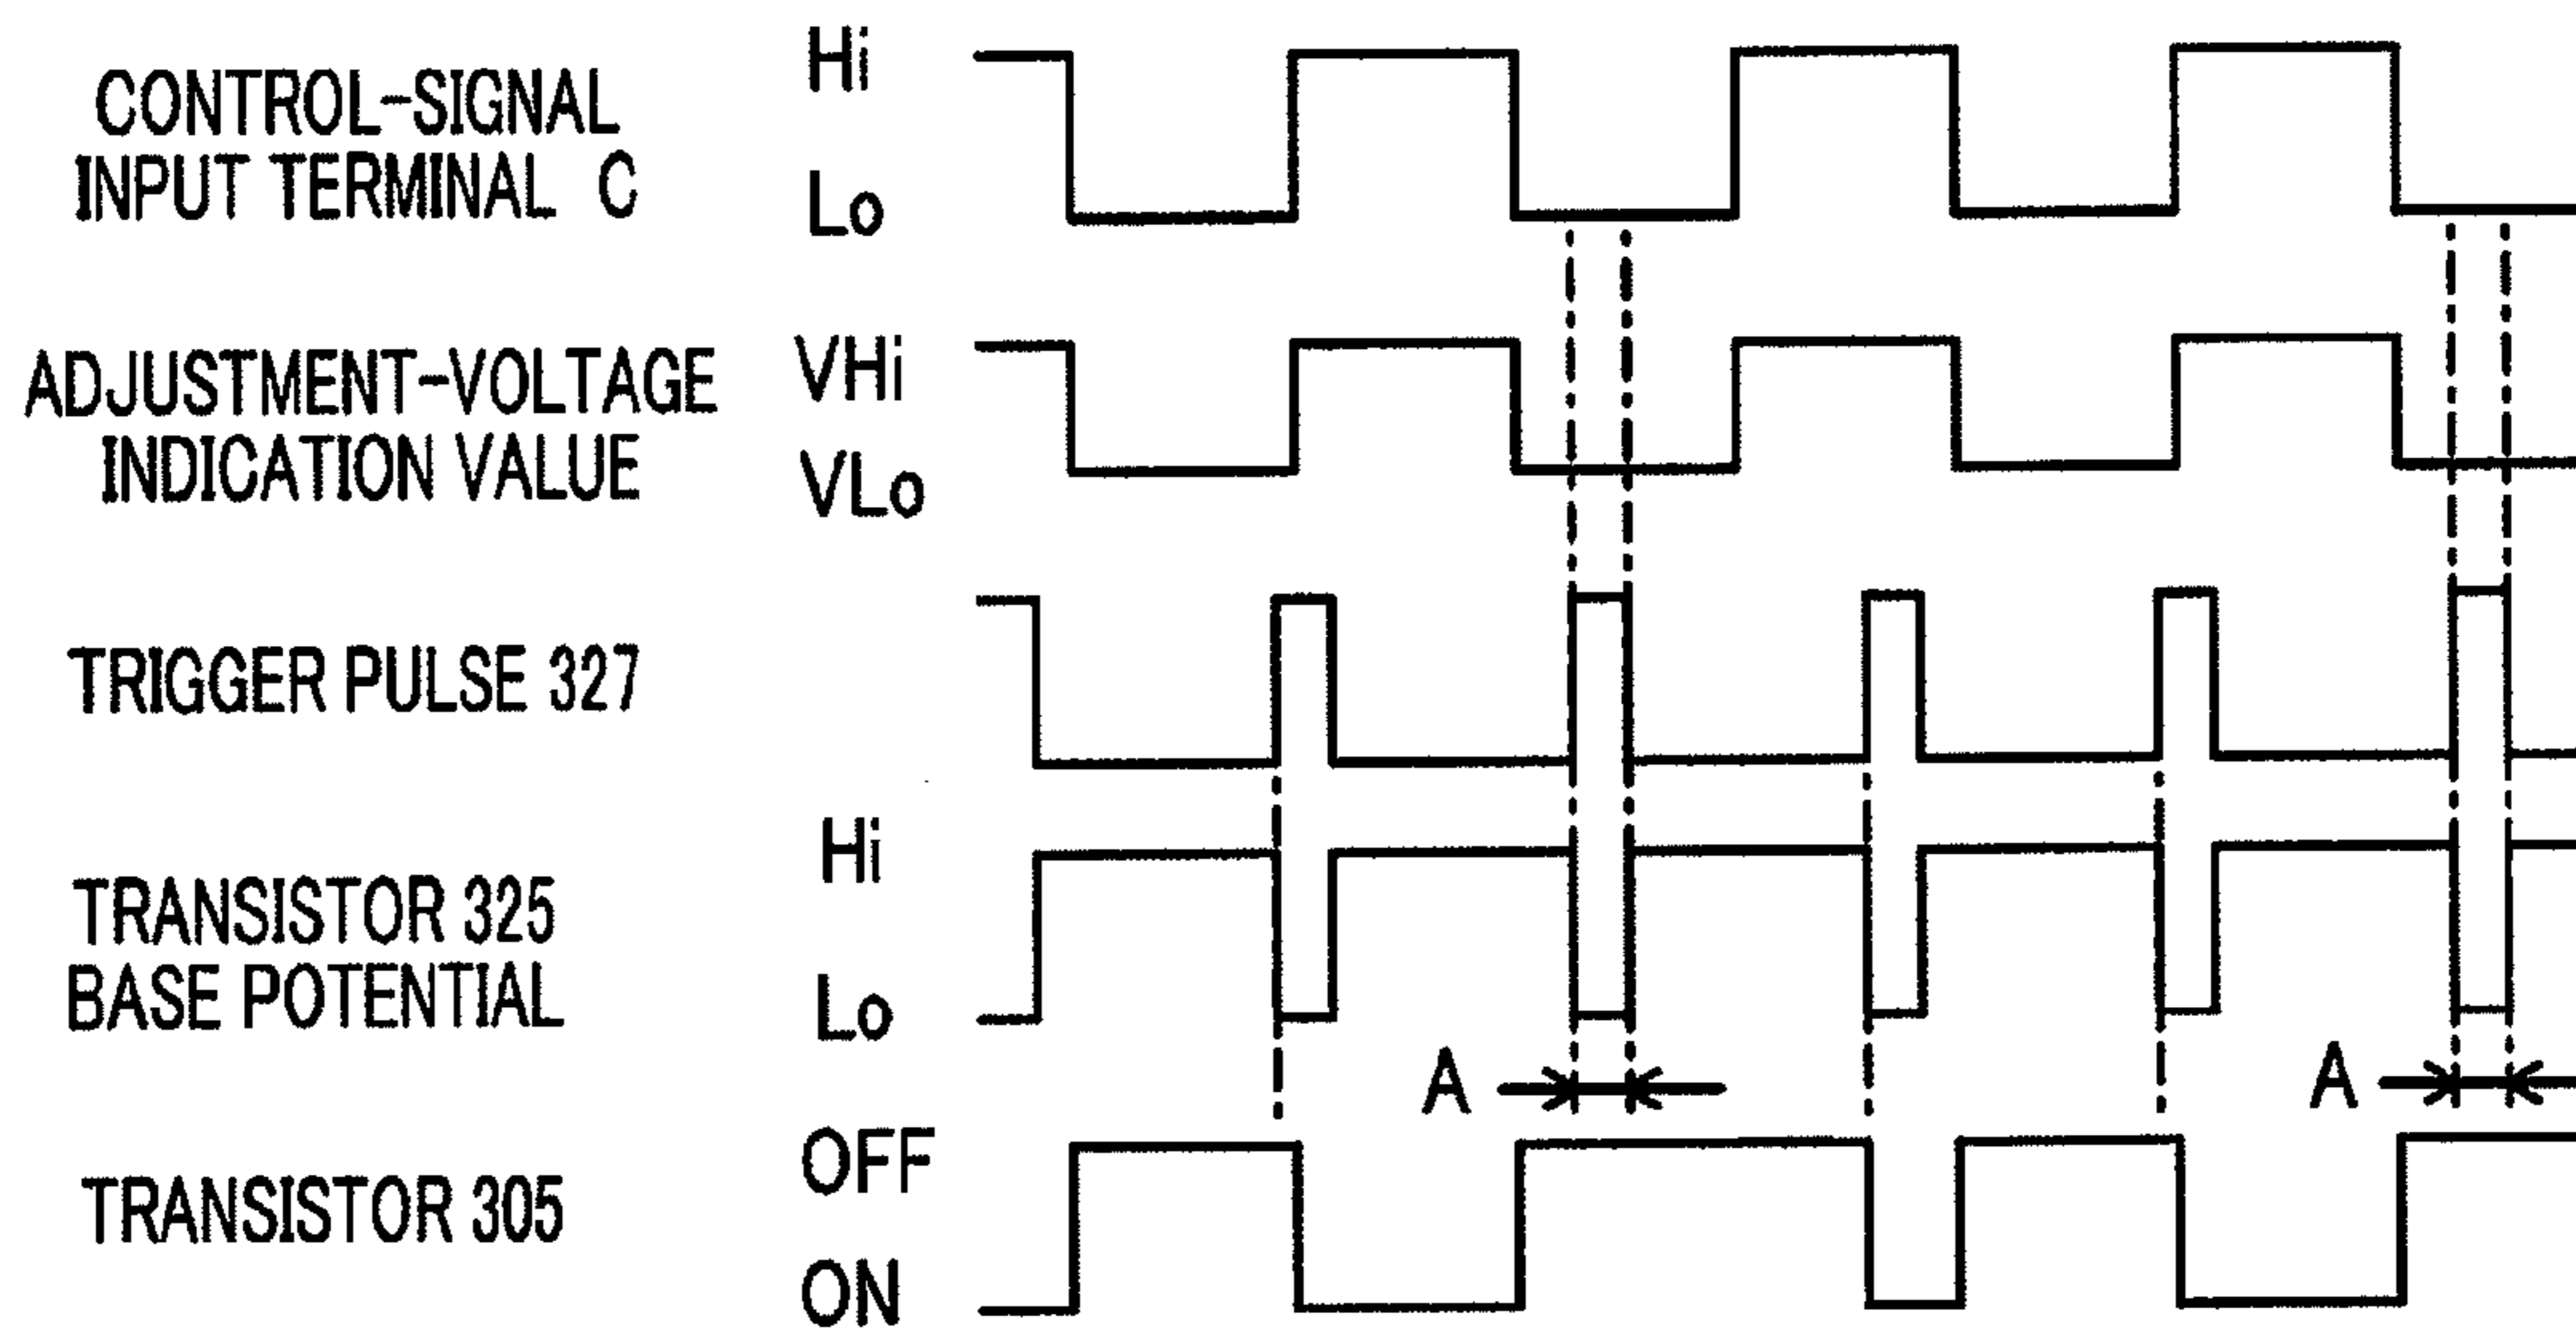 CONTROL-SIGNAL
INPUT TERMINAL C
Hi
Lo
ADJUSTMENT-VOLTAGE
INDICATION VALUE
VHi
VLo
TRIGGER PULSE 327
TRANSISTOR 325
BASE POTENTIAL
Hi
Lo
A
A
TRANSISTOR 305
OFF
ON